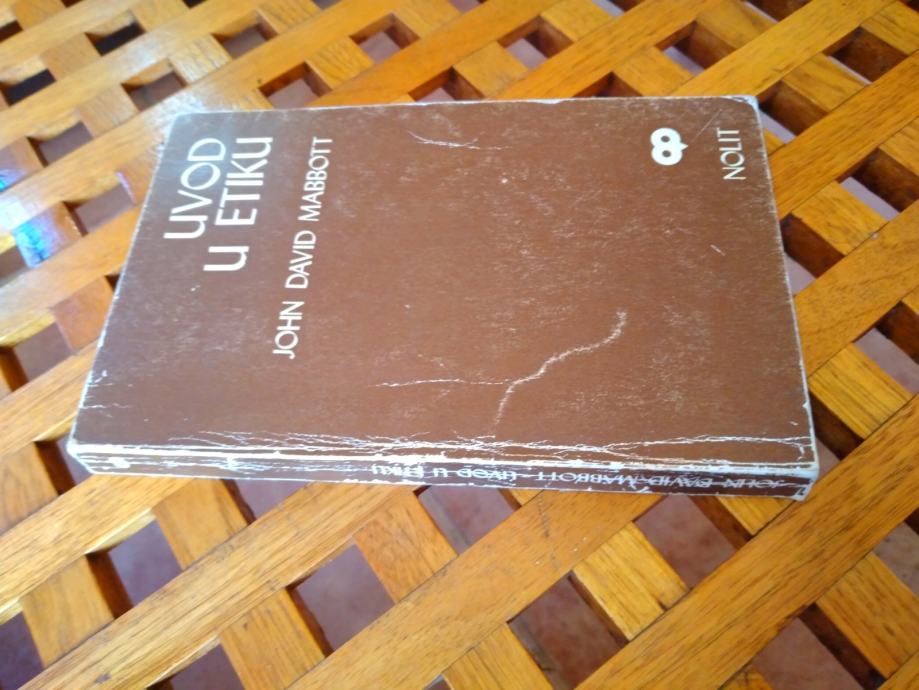 UVOD
U ETIKU
JOHN DAVID MABBOTT
NOLIT
JOHN DAVID MABBOTT UVOD U ETIKU